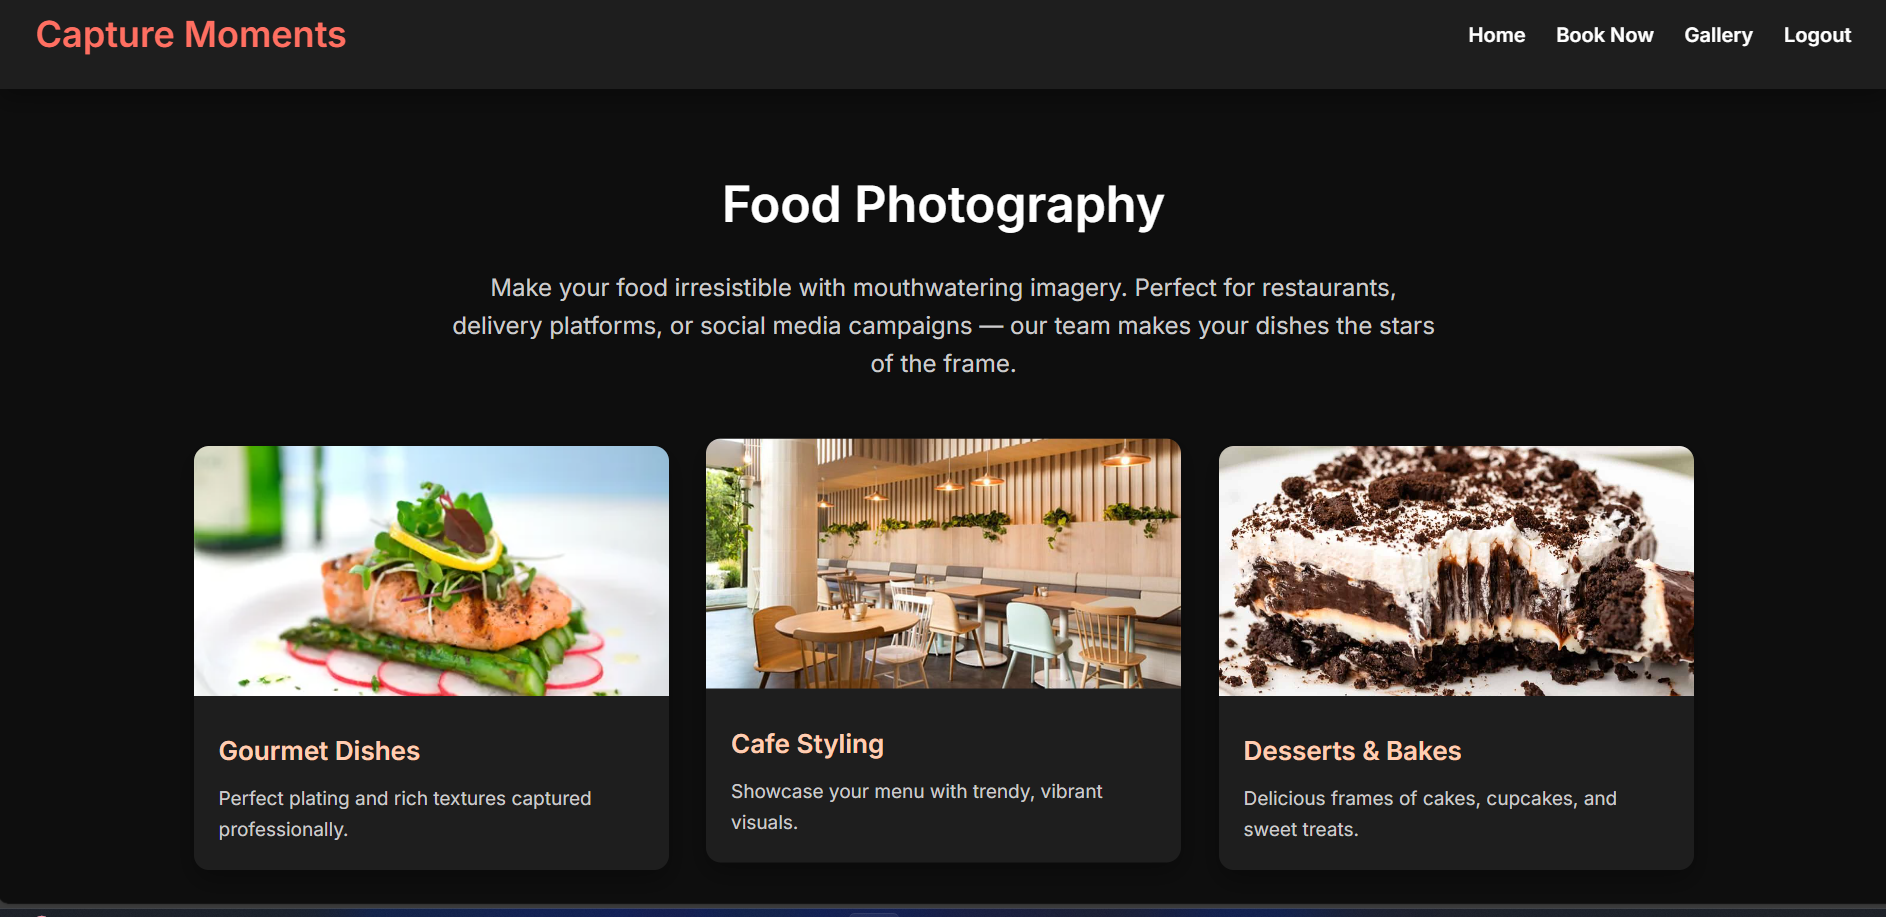 Capture Moments
Home Book Now Gallery Logout
Food Photography
Make your food irresistible with mouthwatering imagery. Perfect for restaurants,
delivery platforms, or social media campaigns — our team makes your dishes the stars
of the frame.
Gourmet Dishes
Perfect plating and rich textures captured
professionally.
Cafe Styling
Showcase your menu with trendy, vibrant
visuals.
Desserts & Bakes
Delicious frames of cakes, cupcakes, and
sweet treats.